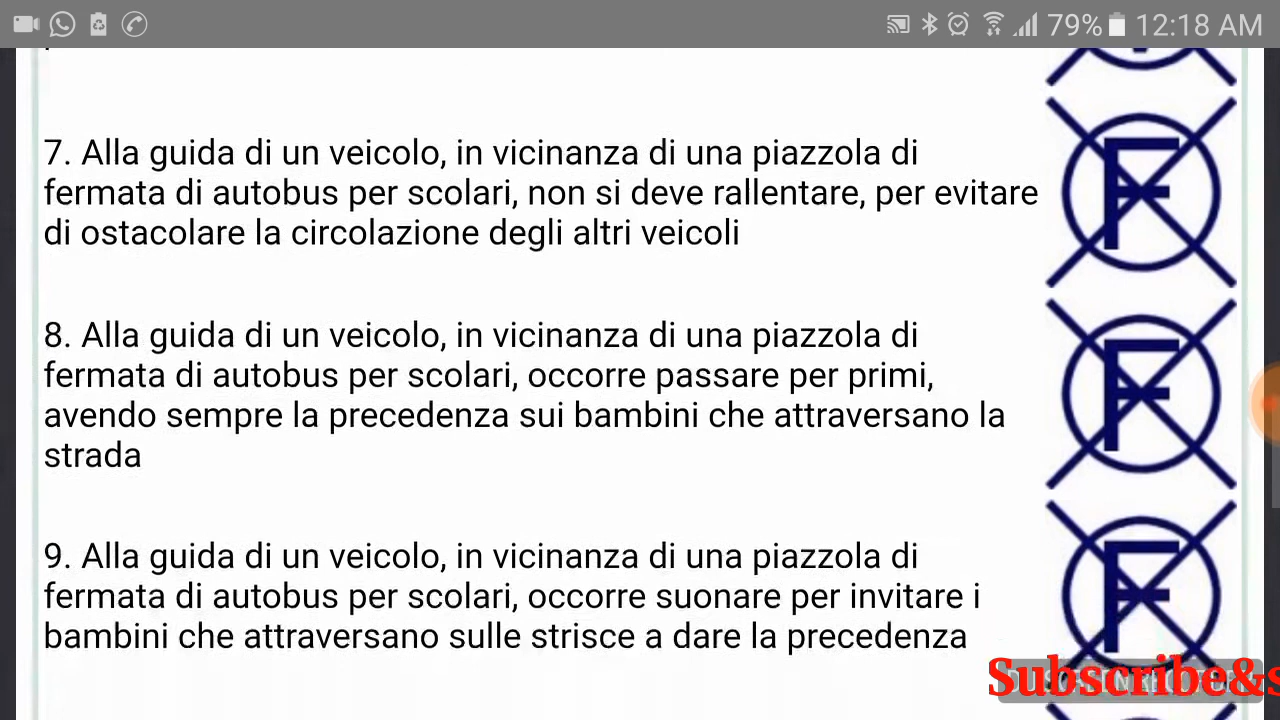 79% 12:18 AM
7. Alla guida di un veicolo, in vicinanza di una piazzola di
fermata di autobus per scolari, non si deve rallentare, per evitare
di ostacolare la circolazione degli altri veicoli
F
8. Alla guida di un veicolo, in vicinanza di una piazzola di
fermata di autobus per scolari, occorre passare per primi,
avendo sempre la precedenza sui bambini che attraversano la
strada
F
9. Alla guida di un veicolo, in vicinanza di una piazzola di
fermata di autobus per scolari, occorre suonare per invitare i
bambini che attraversano sulle strisce a dare la precedenza
F
Subscribe&s